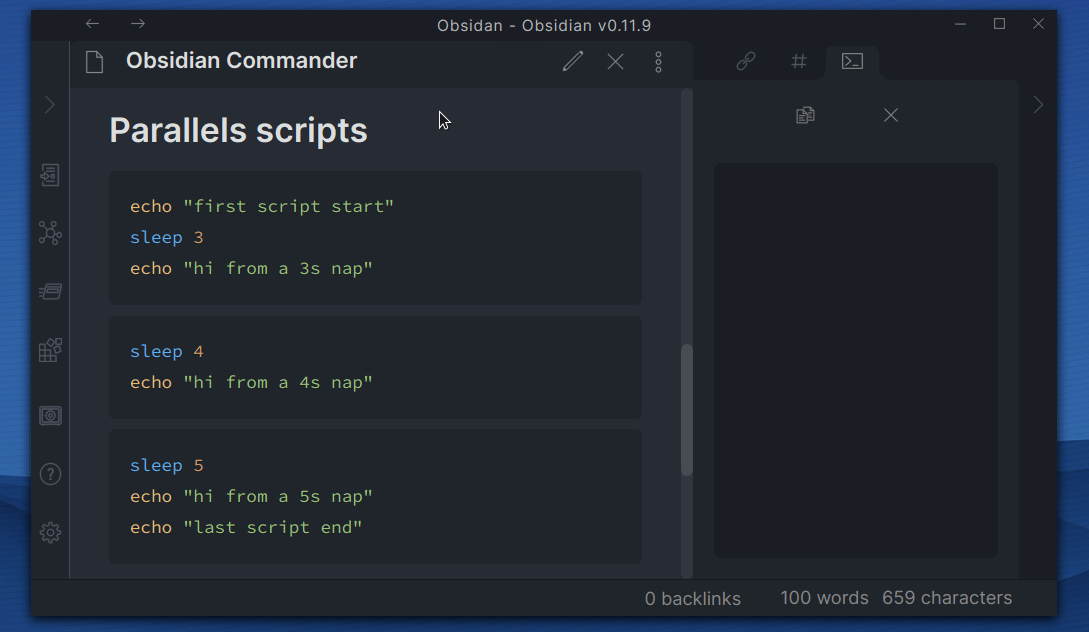 Obsidan - Obsidian v0.11.9
Obsidian Commander
Parallels scripts
echo "first script start"
sleep 3
echo "hi from a 3s nap"
sleep 4
echo "hi from a 4s nap"
sleep 5
echo "hi from a 5s nap"
echo "last script end"
0 backlinks 100 words 659 characters